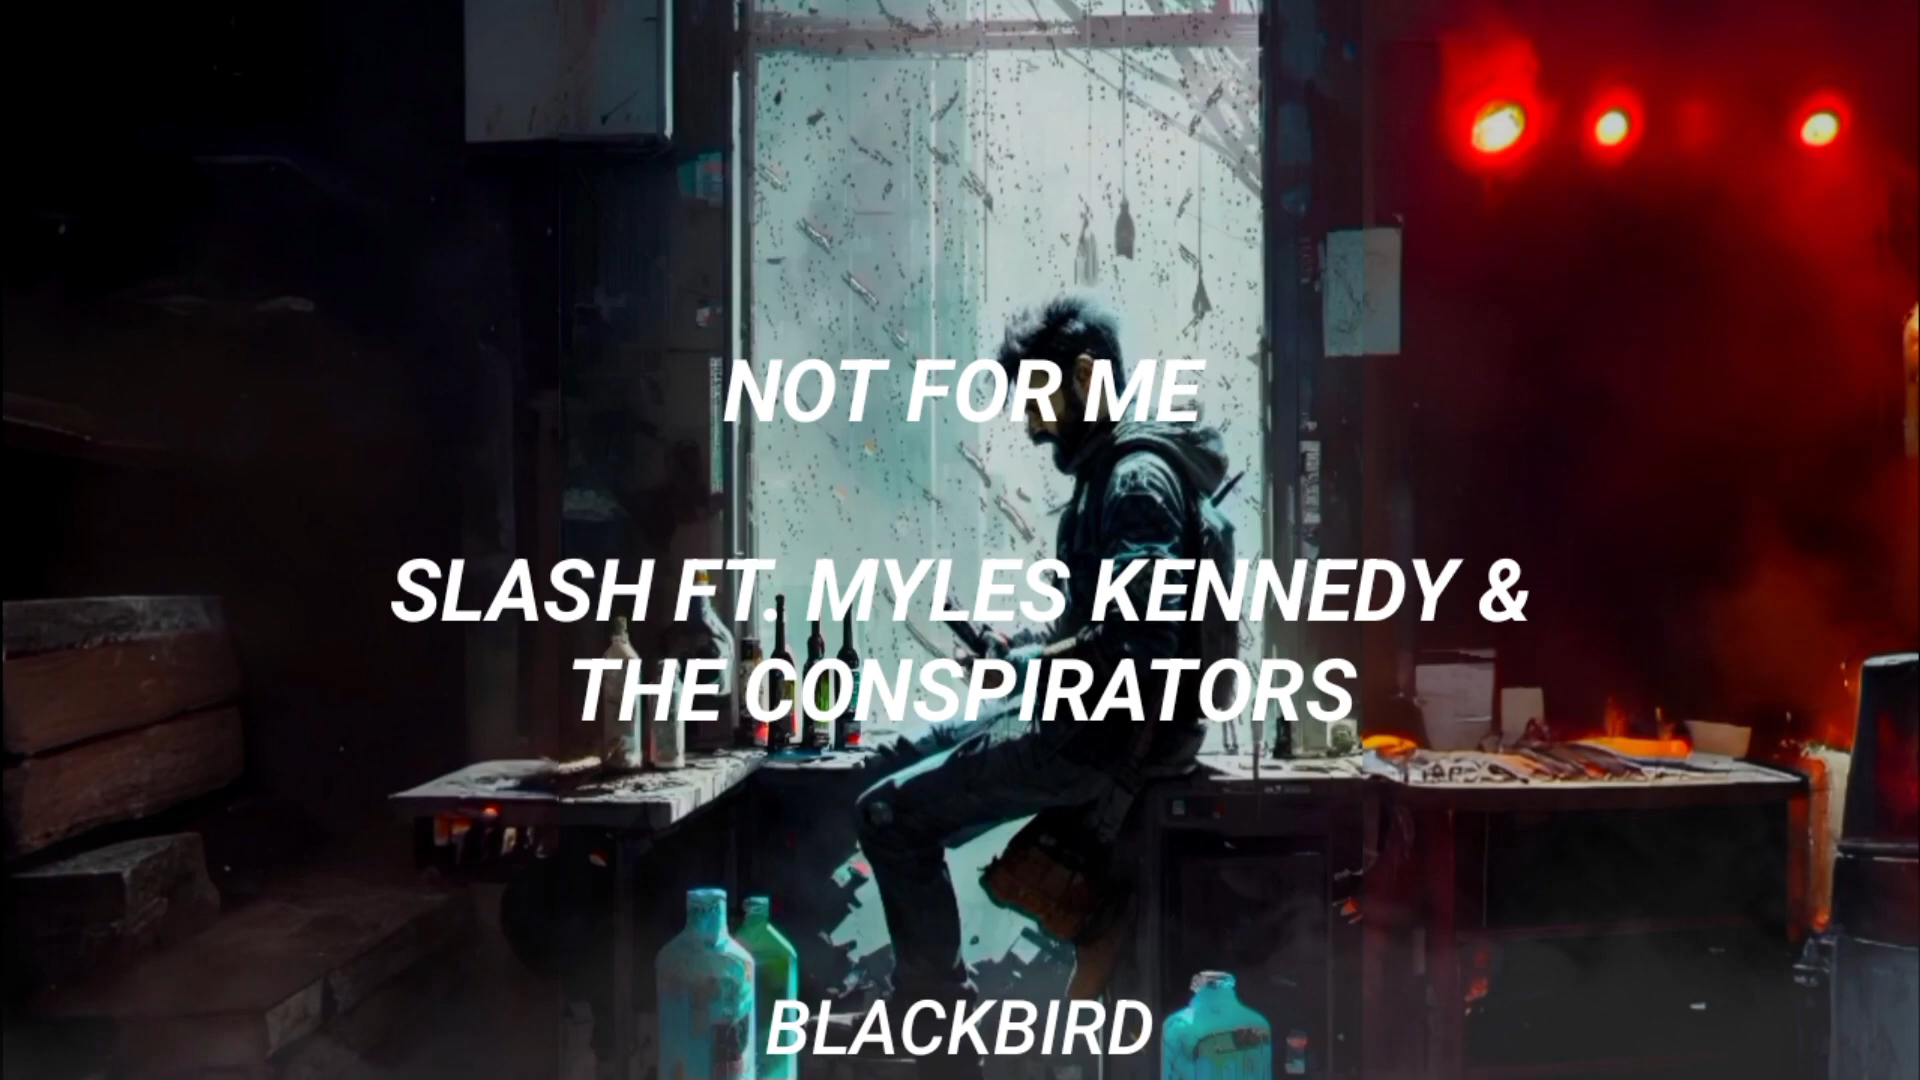 NOT FOR ME
SLASH FT. MYLES KENNEDY &
THE CONSPIRATORS
BLACKBIRD